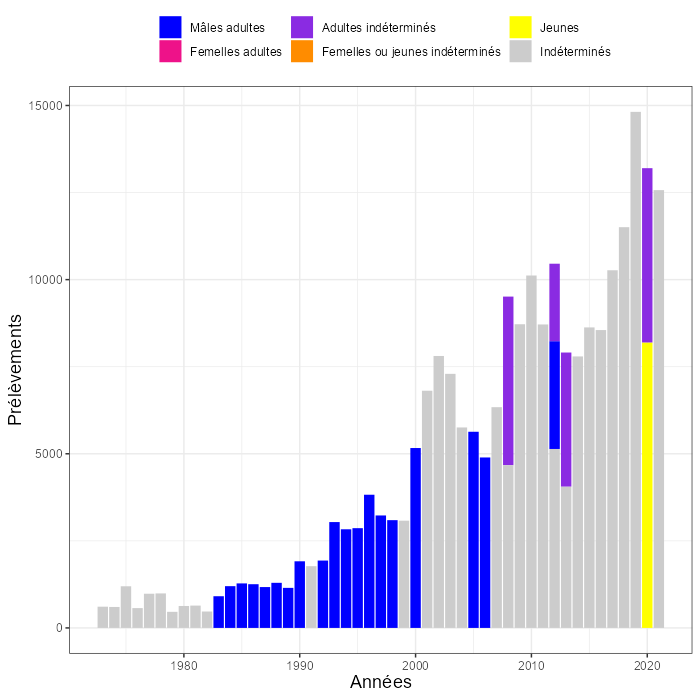 Mâles adultes Adultes indéterminés Jeunes
Femelles adultes Femelles ou jeunes indéterminés Indéterminés
15000
10000
5000
0
Prélèvements
1980 1990 2000 2010 2020
Années